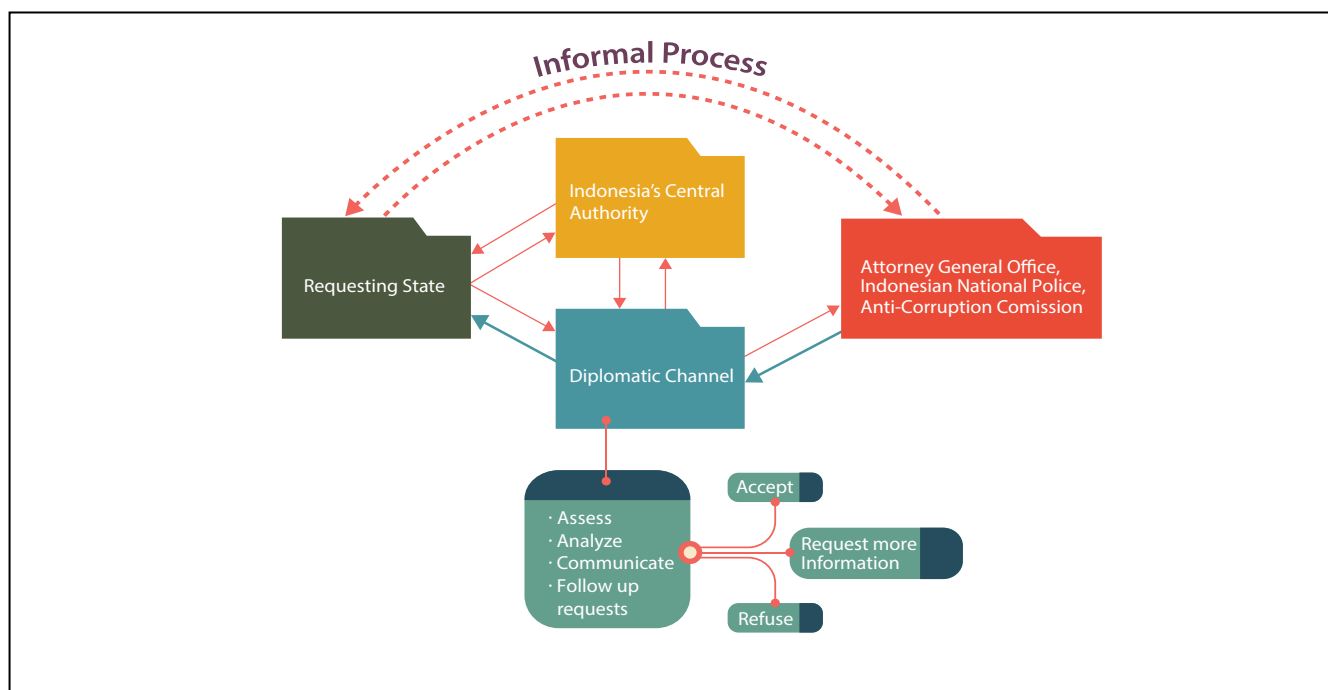 Informal Process
Indonesia's Central
Authority
Requesting State
Attorney General Office,
Indonesian National Police,
Anti-Corruption Comission
Diplomatic Channel
· Assess
· Analyze
· Communicate
· Follow up
requests
Accept
Request more
Information
Refuse